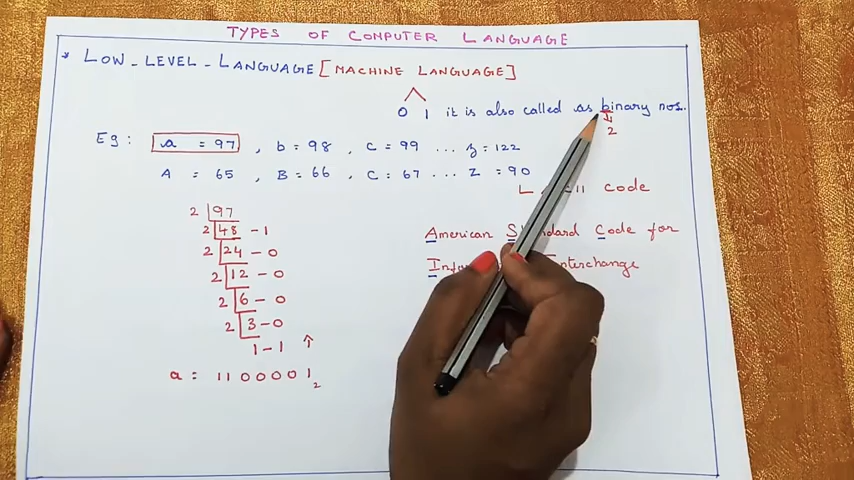 TYPES OF COMPUTER LANGUAGE
* LOW-LEVEL-LANGUAGE [MACHINE LANGUAGE]
0 1 it is also called as binary nos.
2
Eg: a = 97, b = 98, c = 99 ... z = 122
A = 65, B = 66, C = 67 ... Z = 90
code
American Standard Code for
Interchange
2 97
2 48 - 1
2 24 - 0
2 12 - 0
2 6 - 0
2 3 - 0
1 - 1 ↑
a = 1100001₂